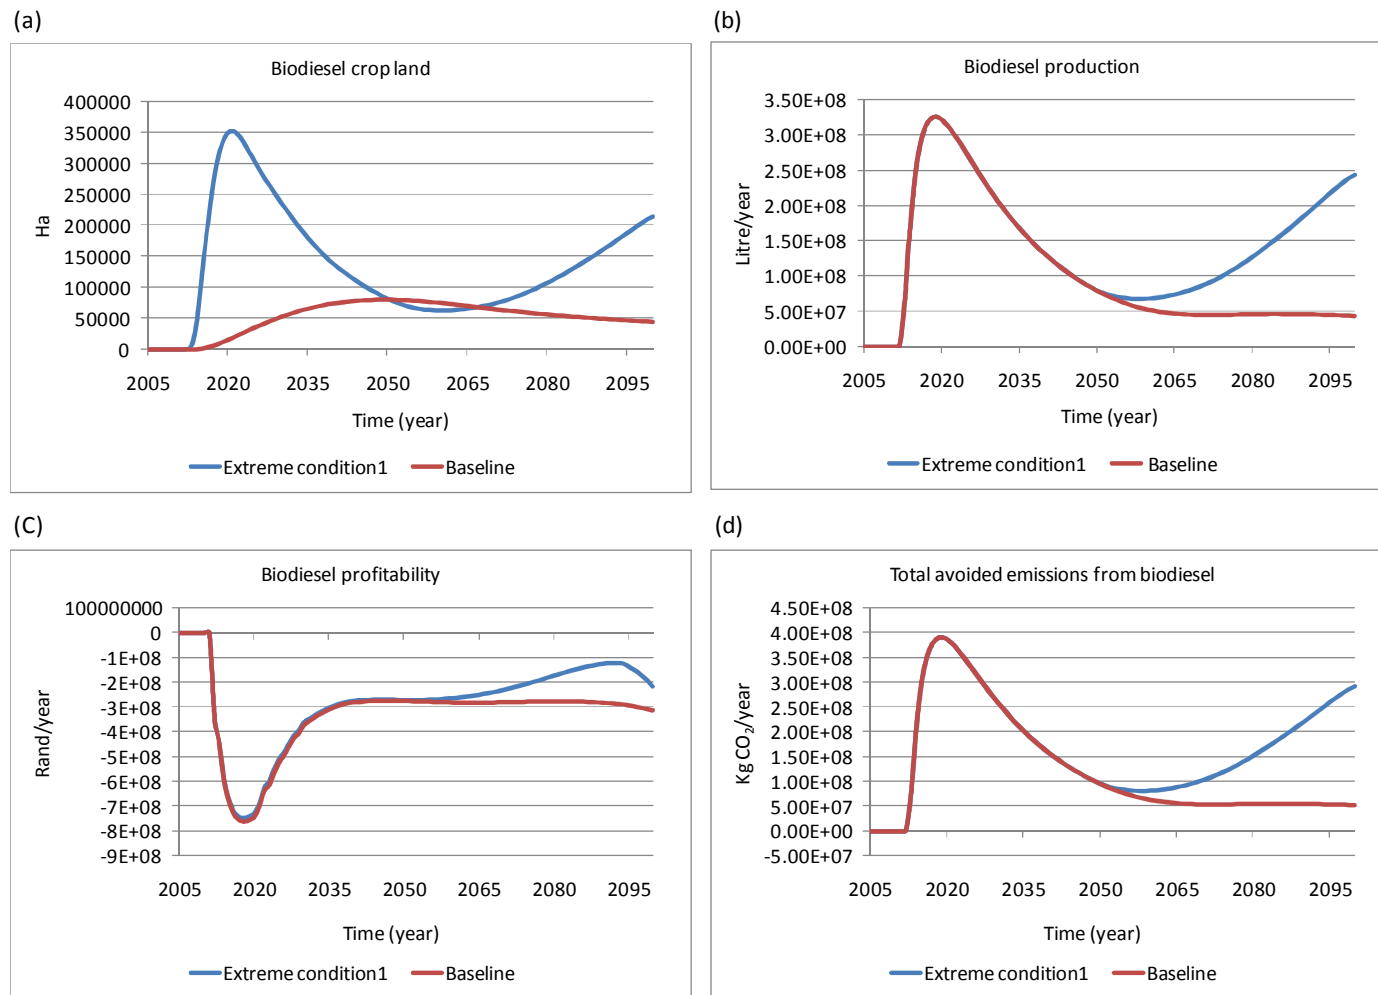 (a)
Biodiesel crop land
400000
350000
300000
250000
200000
150000
100000
50000
0
Ha
2005 2020 2035 2050 2065 2080 2095
Time (year)
Extreme condition1 Baseline
(b)
Biodiesel production
3.50E+08
3.00E+08
2.50E+08
2.00E+08
1.50E+08
1.00E+08
5.00E+07
0.00E+00
Litre/year
2005 2020 2035 2050 2065 2080 2095
Time (year)
Extreme condition1 Baseline
(C)
Biodiesel profitability
100000000
0
-1E+08
-2E+08
-3E+08
-4E+08
-5E+08
-6E+08
-7E+08
-8E+08
-9E+08
Rand/year
2005 2020 2035 2050 2065 2080 2095
Time (year)
Extreme condition1 Baseline
(d)
Total avoided emissions from biodiesel
4.50E+08
4.00E+08
3.50E+08
3.00E+08
2.50E+08
2.00E+08
1.50E+08
1.00E+08
5.00E+07
0.00E+00
-5.00E+07
Kg CO₂/year
2005 2020 2035 2050 2065 2080 2095
Time (year)
Extreme condition1 Baseline